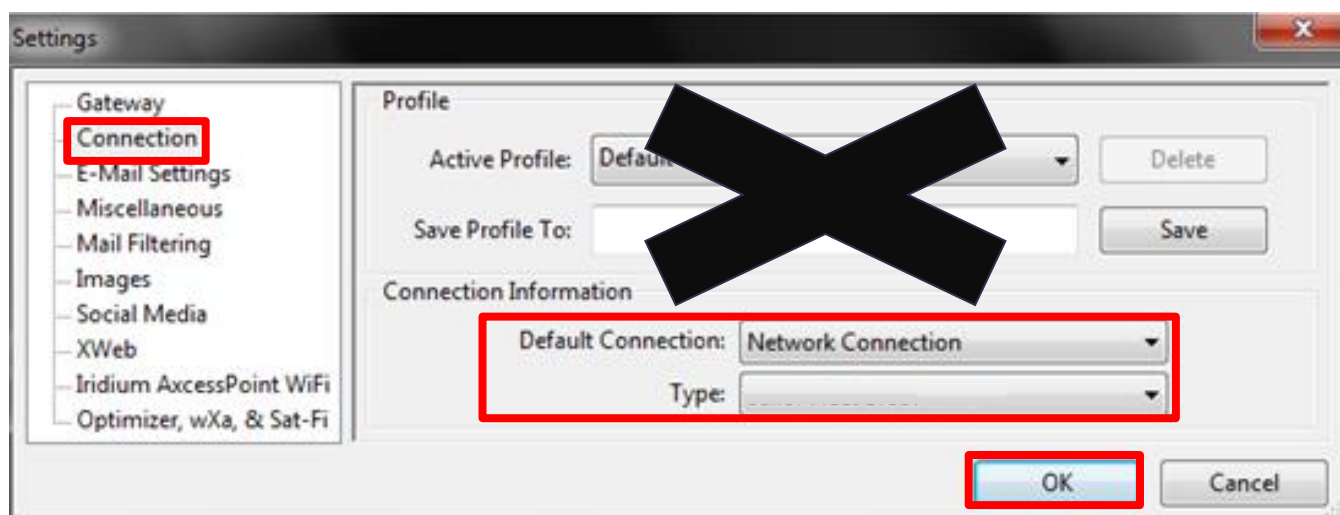 Settings
Gateway
Connection
E-Mail Settings
Miscellaneous
Mail Filtering
Images
Social Media
XWeb
Iridium AxcessPoint WiFi
Optimizer, wXa, & Sat-Fi
Profile
Active Profile: Delete
Save Profile To: Save
Connection Information
Default Connection: Network Connection
Type:
OK Cancel